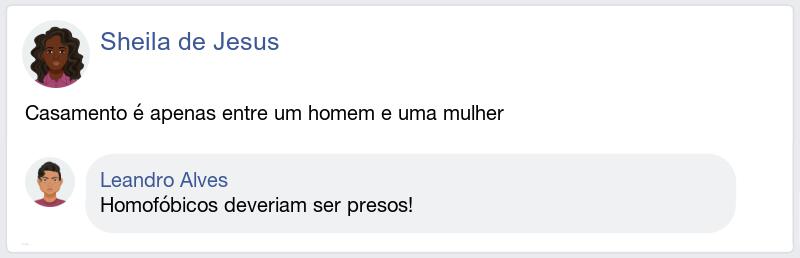 Sheila de Jesus
Casamento é apenas entre um homem e uma mulher
Leandro Alves
Homofóbicos deveriam ser presos!